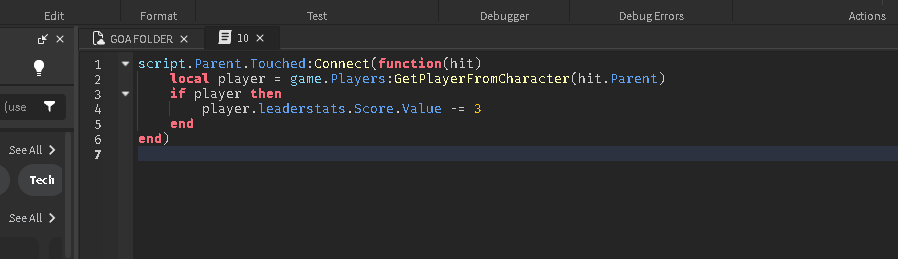 Edit Format Test Debugger Debug Errors Actions
GOAFOLDER × 10 ×
(use
See All >
Tech
See All >
1 script.Parent.Touched:Connect(function(hit)
2 local player = game.Players:GetPlayerFromCharacter(hit.Parent)
3 if player then
4 player.leaderstats.Score.Value -= 3
5 end
6 end)
7